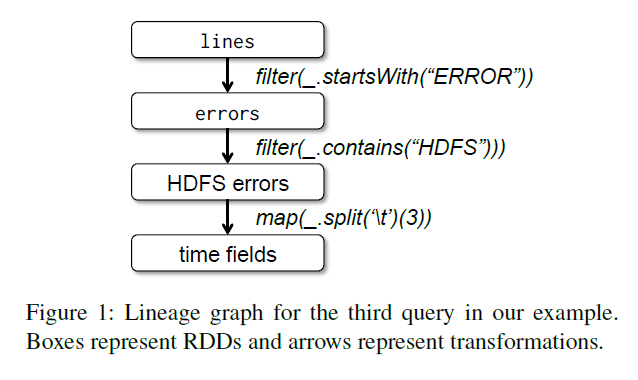 lines
filter(_.startsWith(“ERROR”))
errors
filter(_.contains(“HDFS”)))
HDFS errors
map(_.split(‘\t’)(3))
time fields
Figure 1: Lineage graph for the third query in our example.
Boxes represent RDDs and arrows represent transformations.